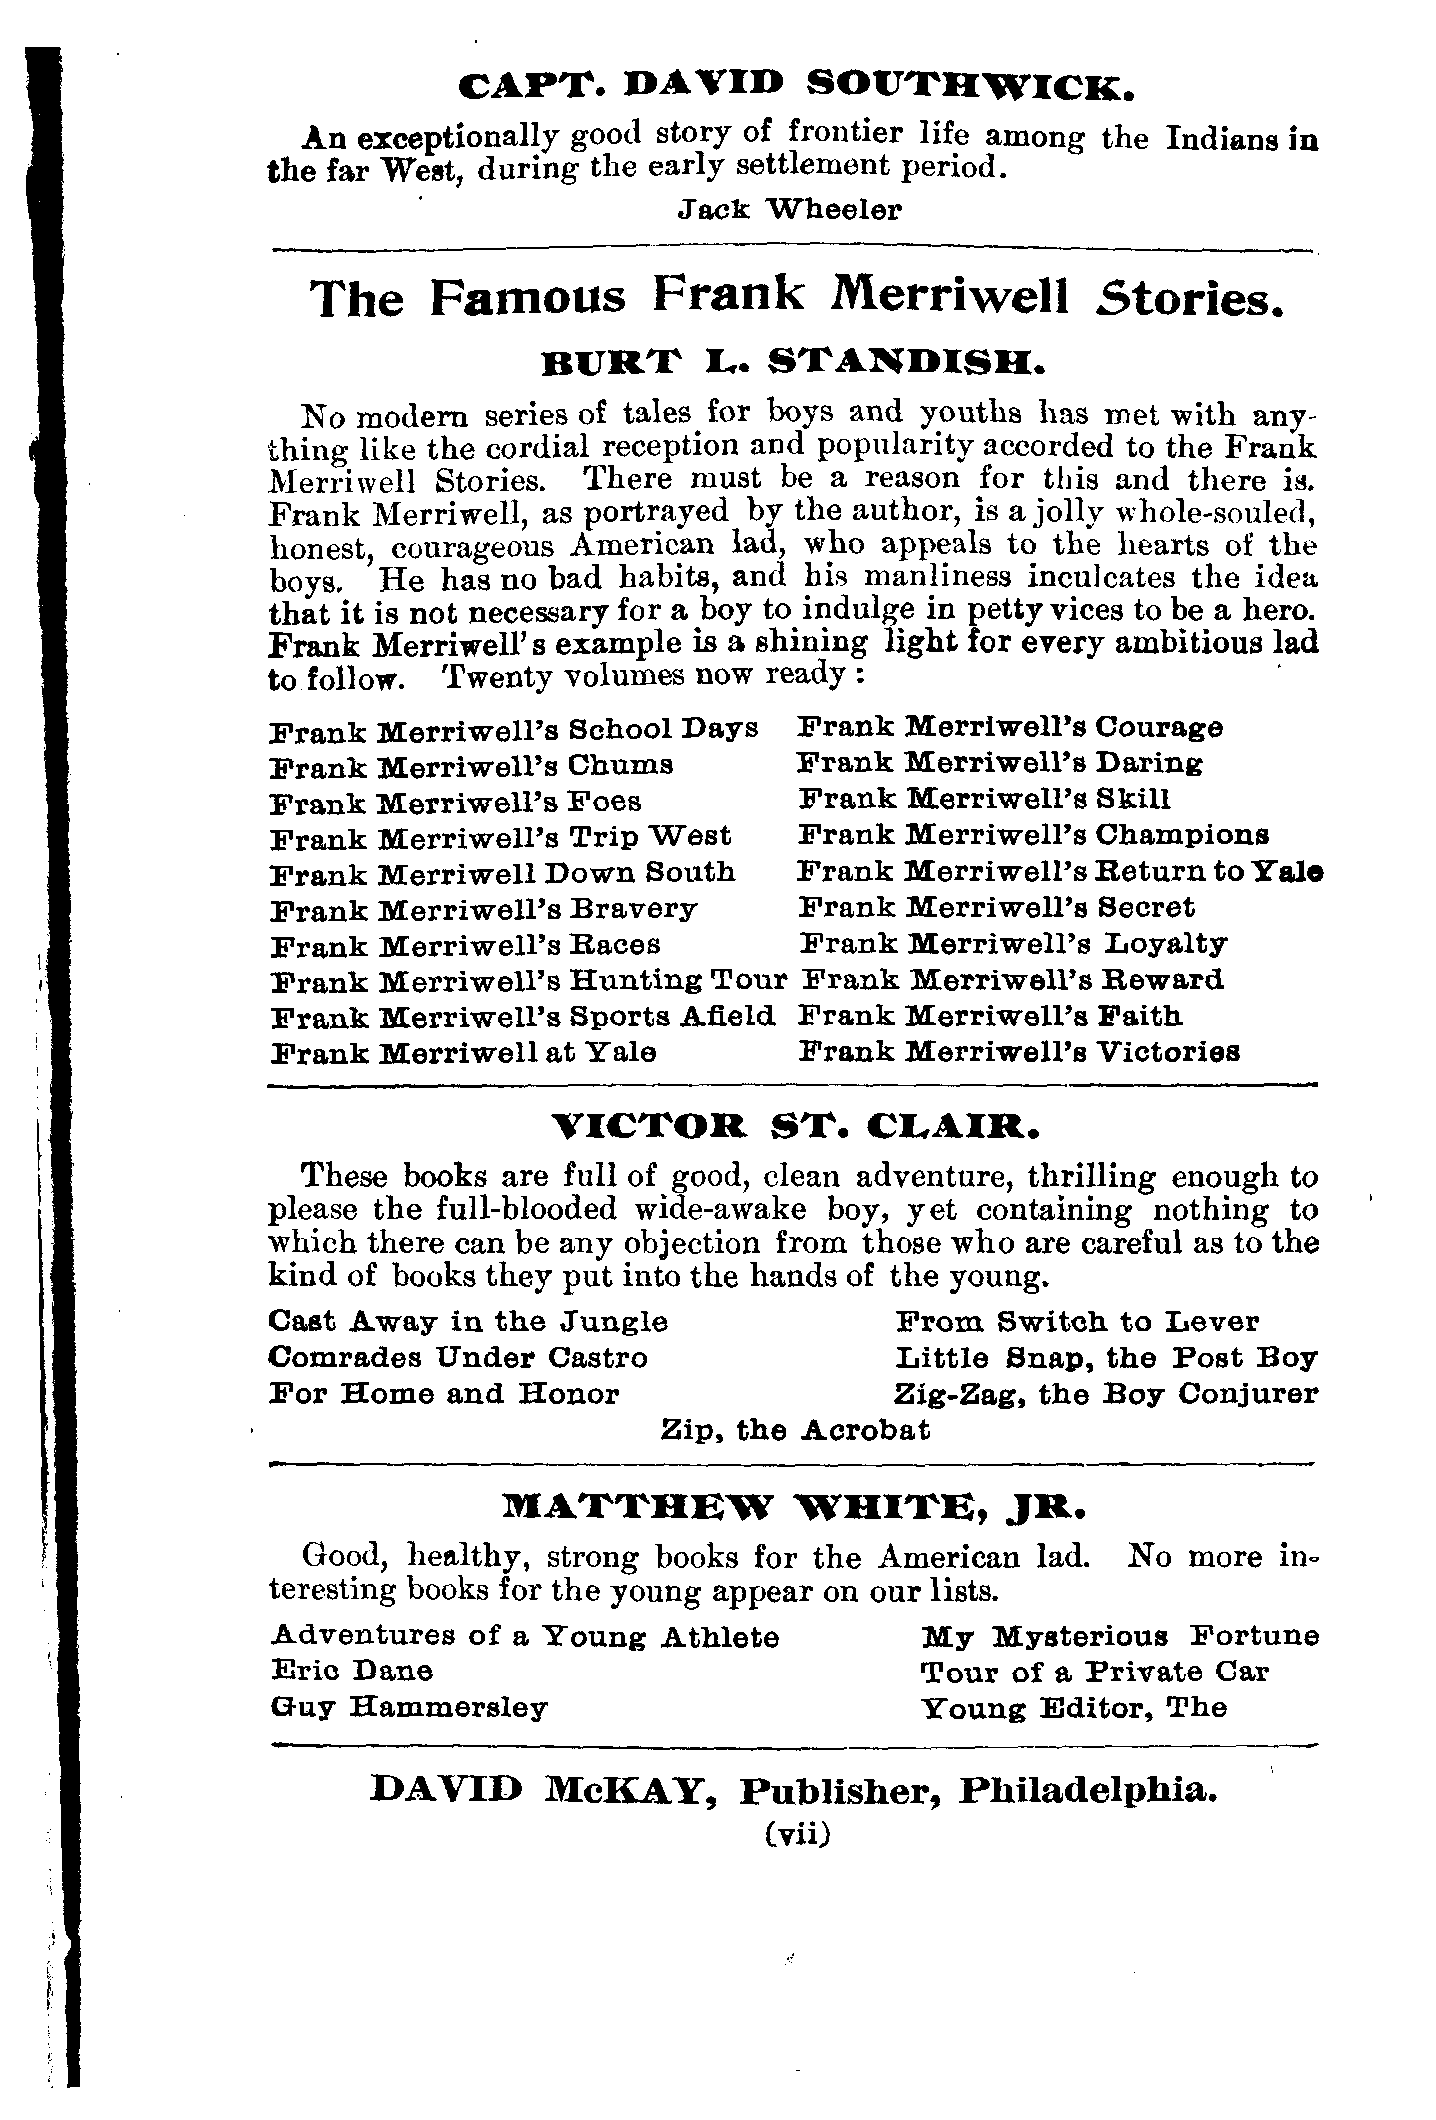 CAPT. DAVID SOUTHWICK.
An exceptionally good story of frontier life among the Indians in
the far West, during the early settlement period.
Jack Wheeler
The Famous Frank Merriwell Stories.
BURT L. STANDISH.
No modern series of tales for boys and youths has met with any-
thing like the cordial reception and popularity accorded to the Frank
Merriwell Stories. There must be a reason for this and there is.
Frank Merriwell, as portrayed by the author, is a jolly whole-souled,
honest, courageous American lad, who appeals to the hearts of the
boys. He has no bad habits, and his manliness inculcates the idea
that it is not necessary for a boy to indulge in petty vices to be a hero.
Frank Merriwell's example is a shining light for every ambitious lad
to follow. Twenty volumes now ready :
Frank Merriwell's School Days
Frank Merriwell's Chums
Frank Merriwell's Foes
Frank Merriwell's Trip West
Frank Merriwell Down South
Frank Merriwell's Bravery
Frank Merriwell's Races
Frank Merriwell's Hunting Tour
Frank Merriwell's Sports Afield
Frank Merriwell at Yale
Frank Merriwell's Courage
Frank Merriwell's Daring
Frank Merriwell's Skill
Frank Merriwell's Champions
Frank Merriwell's Return to Yale
Frank Merriwell's Secret
Frank Merriwell's Loyalty
Frank Merriwell's Reward
Frank Merriwell's Faith
Frank Merriwell's Victories
VICTOR ST. CLAIR.
These books are full of good, clean adventure, thrilling enough to
please the full-blooded wide-awake boy, yet containing nothing to
which there can be any objection from those who are careful as to the
kind of books they put into the hands of the young.
Cast Away in the Jungle
Comrades Under Castro
For Home and Honor
From Switch to Lever
Little Snap, the Post Boy
Zig-Zag, the Boy Conjurer
Zip, the Acrobat
MATTHEW WHITE, JR.
Good, healthy, strong books for the American lad. No more in-
teresting books for the young appear on our lists.
Adventures of a Young Athlete
Eric Dane
Guy Hammersley
My Mysterious Fortune
Tour of a Private Car
Young Editor, The
DAVID McKAY, Publisher, Philadelphia.
(vii)